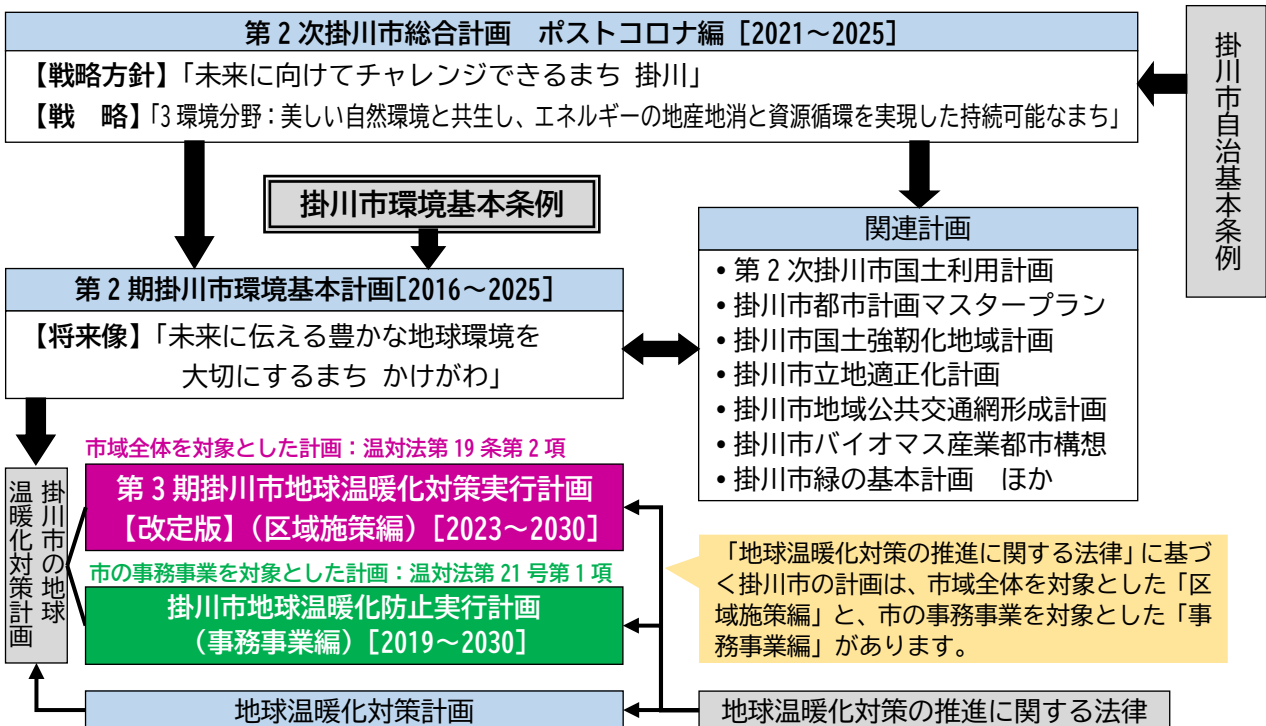 第2次掛川市総合計画　ポストコロナ編［2021～2025］
【戦略方針】「未来に向けてチャレンジできるまち 掛川」
【戦　略】「3環境分野：美しい自然環境と共生し、エネルギーの地産地消と資源循環を実現した持続可能なまち」
掛川市自治基本条例
掛川市環境基本条例
第2期掛川市環境基本計画[2016～2025]
【将来像】「未来に伝える豊かな地球環境を
大切にするまち かけがわ」
関連計画
•第2次掛川市国土利用計画
•掛川市都市計画マスタープラン
•掛川市国土強靭化地域計画
•掛川市立地適正化計画
•掛川市地域公共交通網形成計画
•掛川市バイオマス産業都市構想
•掛川市緑の基本計画　ほか
掛川市の地球
温暖化対策計画
市域全体を対象とした計画：温対法第19条第2項
第3期掛川市地球温暖化対策実行計画
【改定版】（区域施策編）[2023～2030]
市の事務事業を対象とした計画：温対法第21号第1項
掛川市地球温暖化防止実行計画
（事務事業編）[2019～2030]
「地球温暖化対策の推進に関する法律」に基づ
く掛川市の計画は、市域全体を対象とした「区
域施策編」と、市の事務事業を対象とした「事
務事業編」があります。
地球温暖化対策計画
地球温暖化対策の推進に関する法律